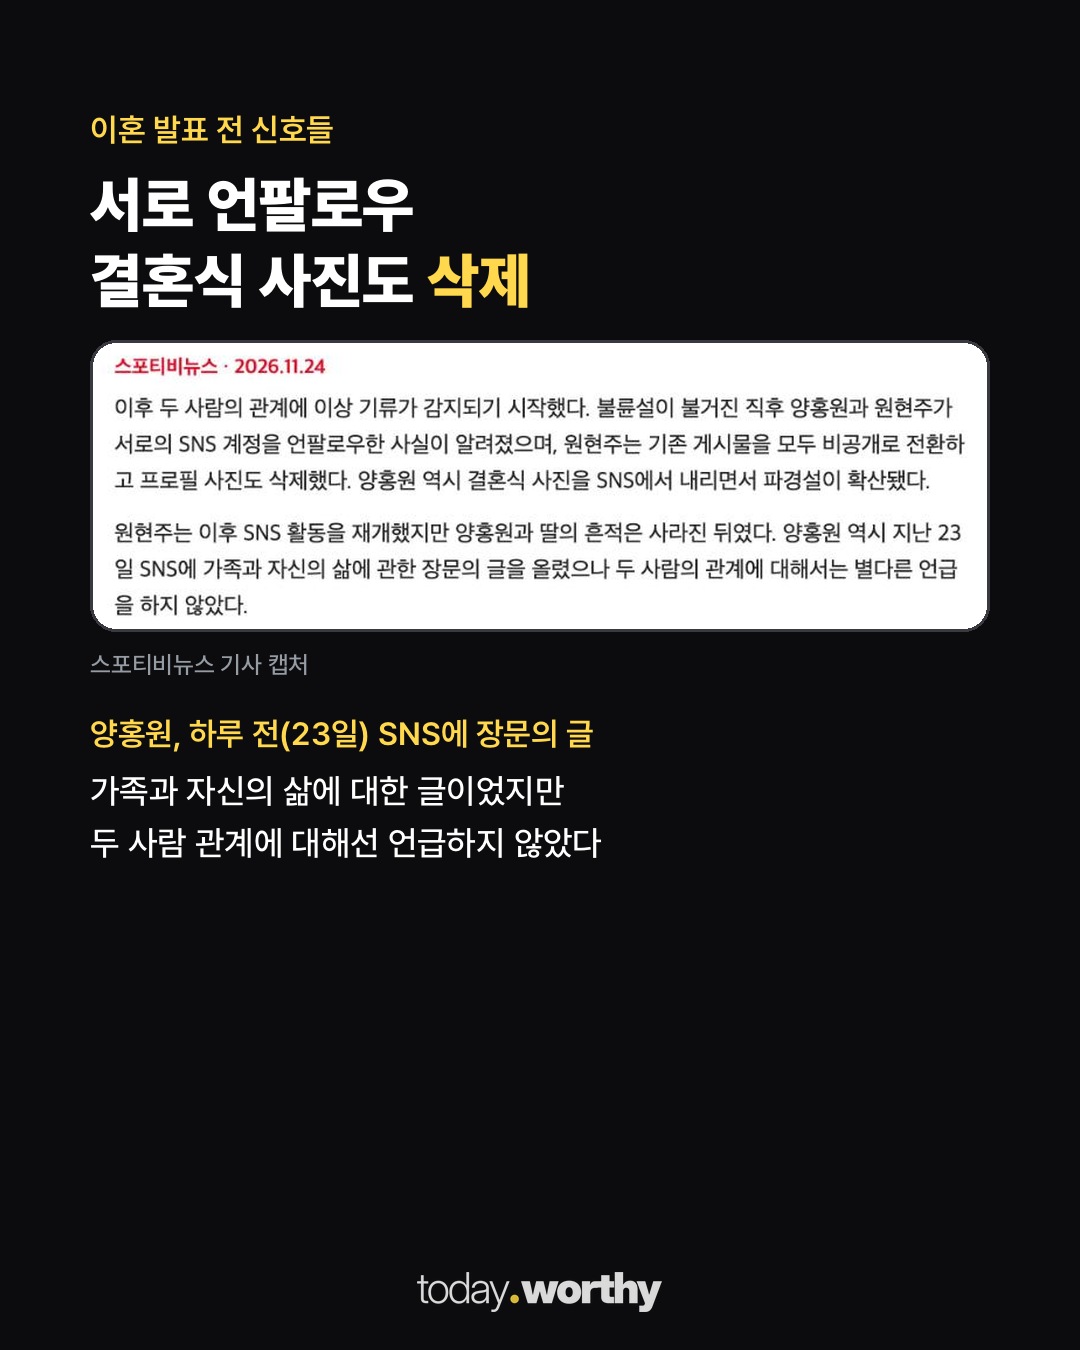 이혼 발표 전 신호들
서로 언팔로우
결혼식 사진도 삭제
스포티비뉴스 · 2026.11.24
이후 두 사람의 관계에 이상 기류가 감지되기 시작했다. 불륜설이 불거진 직후 양홍원과 원현주가
서로의 SNS 계정을 언팔로우한 사실이 알려졌으며, 원현주는 기존 게시물을 모두 비공개로 전환하
고 프로필 사진도 삭제했다. 양홍원 역시 결혼식 사진을 SNS에서 내리면서 파경설이 확산됐다.
원현주는 이후 SNS 활동을 재개했지만 양홍원과 딸의 흔적은 사라진 뒤였다. 양홍원 역시 지난 23
일 SNS에 가족과 자신의 삶에 관한 장문의 글을 올렸으나 두 사람의 관계에 대해서는 별다른 언급
을 하지 않았다.
스포티비뉴스 기사 캡처
양홍원, 하루 전(23일) SNS에 장문의 글
가족과 자신의 삶에 대한 글이었지만
두 사람 관계에 대해선 언급하지 않았다
today.worthy